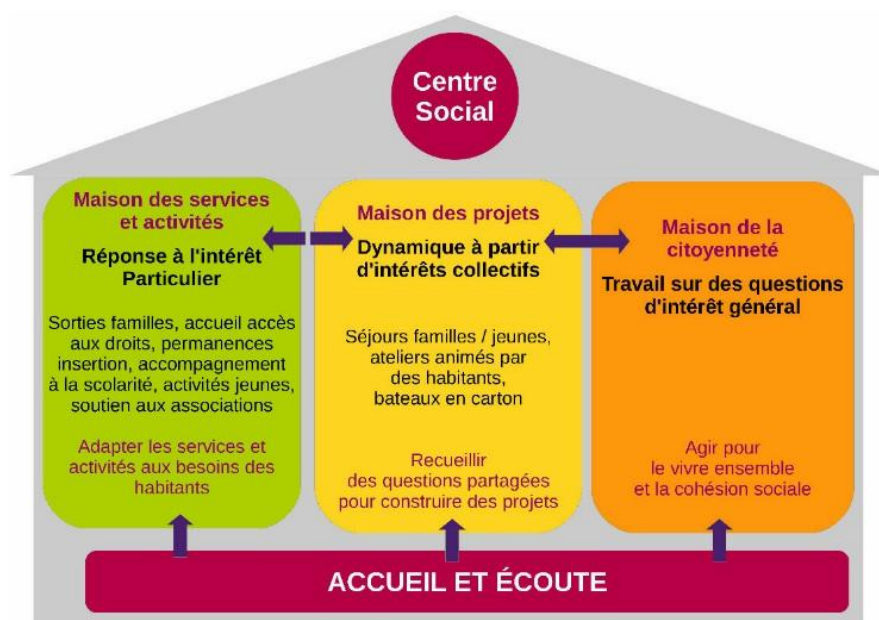 Centre
Social
Maison des services
et activités
Réponse à l'intérêt
Particulier
Sorties familles, accueil accès
aux droits, permanences
insertion, accompagnement
à la scolarité, activités jeunes,
soutien aux associations
Adapter les services et
activités aux besoins des
habitants
Maison des projets
Dynamique à partir
d'intérêts collectifs
Séjours familles / jeunes,
ateliers animés par
des habitants,
bateaux en carton
Recueillir
des questions partagées
pour construire des projets
Maison de la
citoyenneté
Travail sur des questions
d'intérêt général
Agir pour
le vivre ensemble
et la cohésion sociale
ACCUEIL ET ÉCOUTE